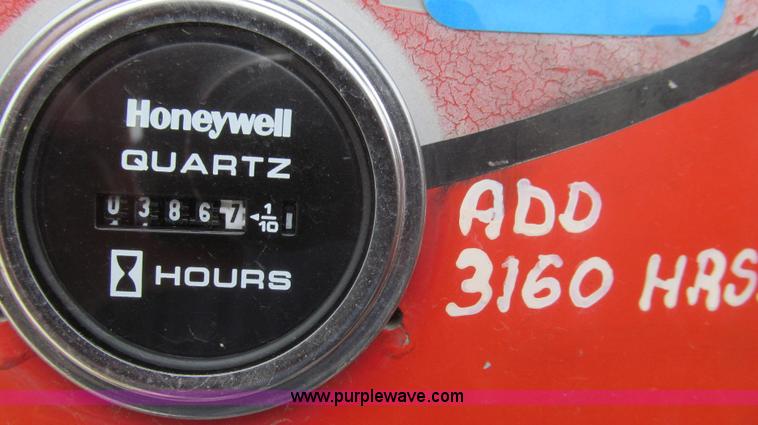 Honeywell
QUARTZ
03867 1/10
HOURS
ADD
3160 HRS.
www.purplewave.com